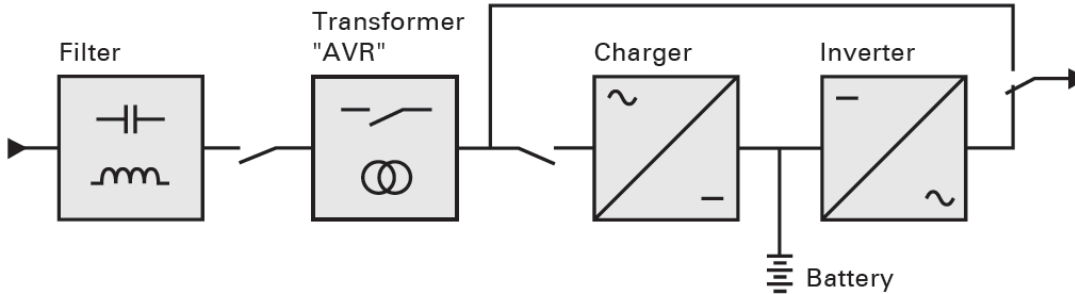 Filter
Transformer
"AVR"
Charger
Inverter
Battery